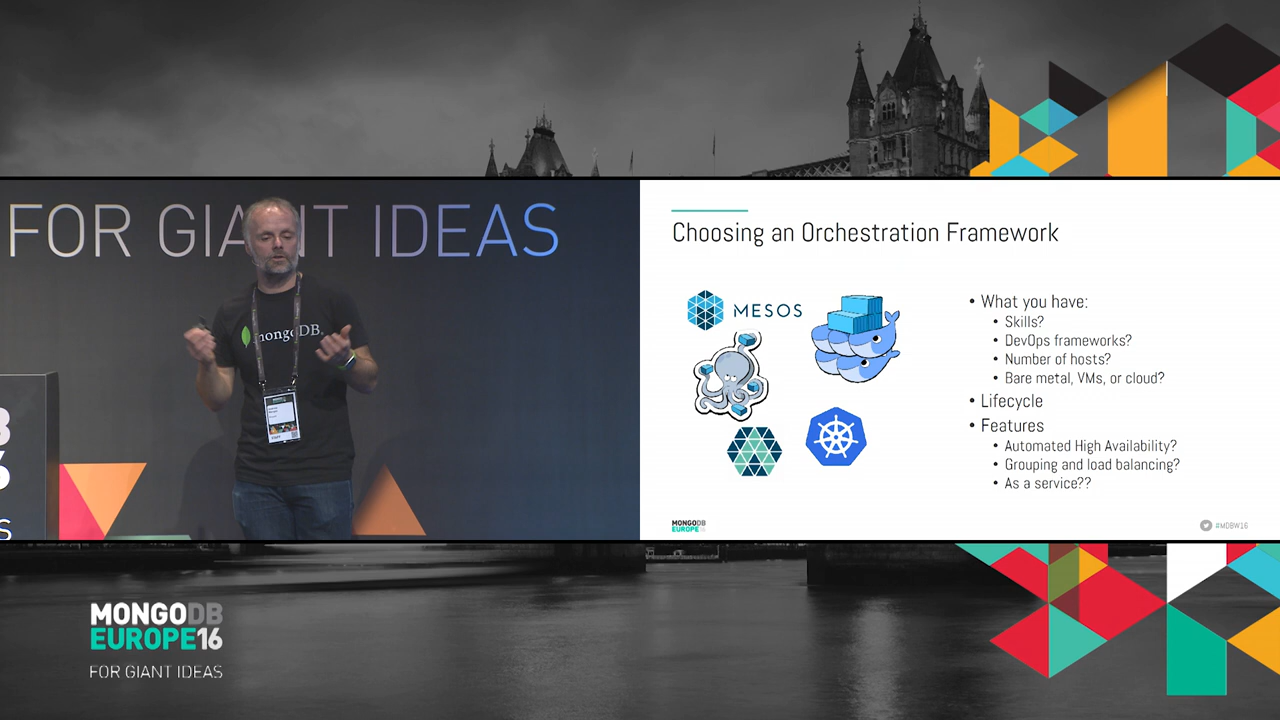 FOR GIANT IDEAS
mongoDB.
Choosing an Orchestration Framework
MESOS
• What you have:
• Skills?
• DevOps frameworks?
• Number of hosts?
• Bare metal, VMs, or cloud?
• Lifecycle
• Features
• Automated High Availability?
• Grouping and load balancing?
• As a service??
MONGODB
EUROPE16
#MDBW16
MONGODB
EUROPE16
FOR GIANT IDEAS